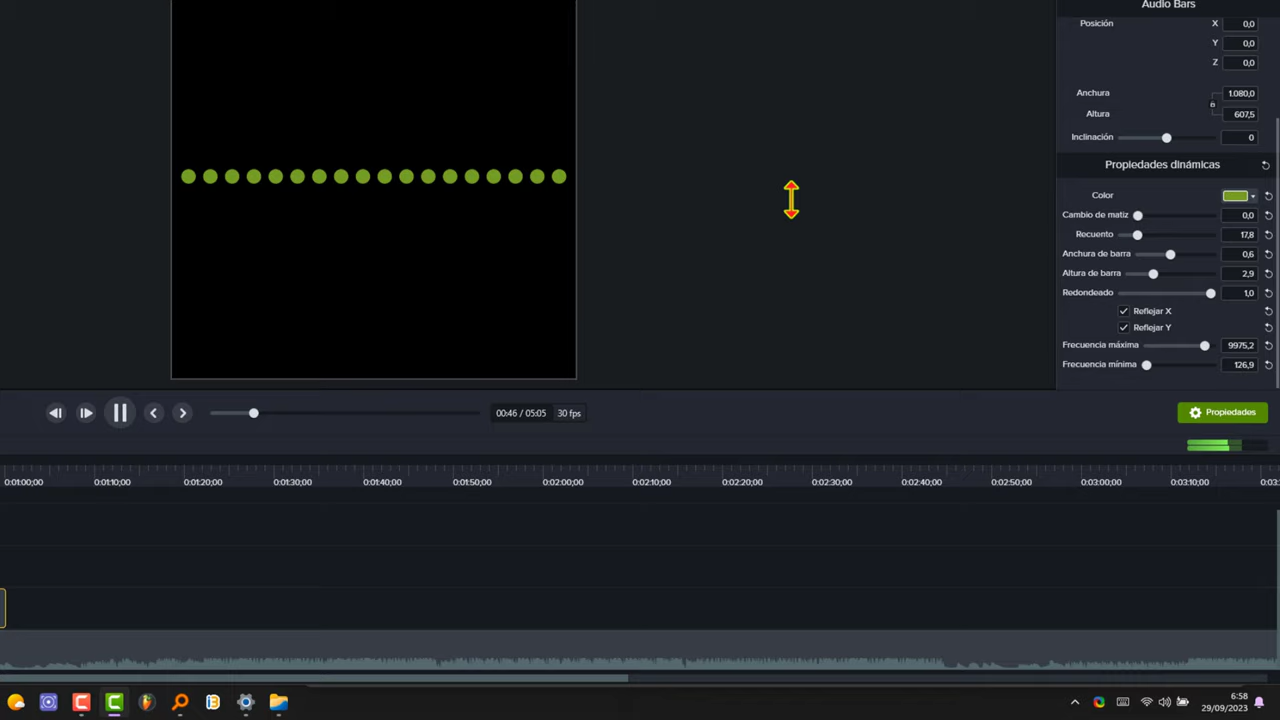 Audio Bars
Posición X 0,0
Y 0,0
Z 0,0
Anchura 1.080,0
Altura 607,5
Inclinación 0
Propiedades dinámicas
Color
Cambio de matiz 0,0
Recuento 17,8
Anchura de barra 0,6
Altura de barra 2,9
Redondeado 1,0
Reflejar X
Reflejar Y
Frecuencia máxima 9975,2
Frecuencia mínima 126,9
00:46 / 05:05 30 fps
Propiedades
0:01:00;00 0:01:10;00 0:01:20;00 0:01:30;00 0:01:40;00 0:01:50;00 0:02:00;00 0:02:10;00 0:02:20;00 0:02:30;00 0:02:40;00 0:02:50;00 0:03:00;00 0:03:10;00 0:03:
6:58
29/09/2023